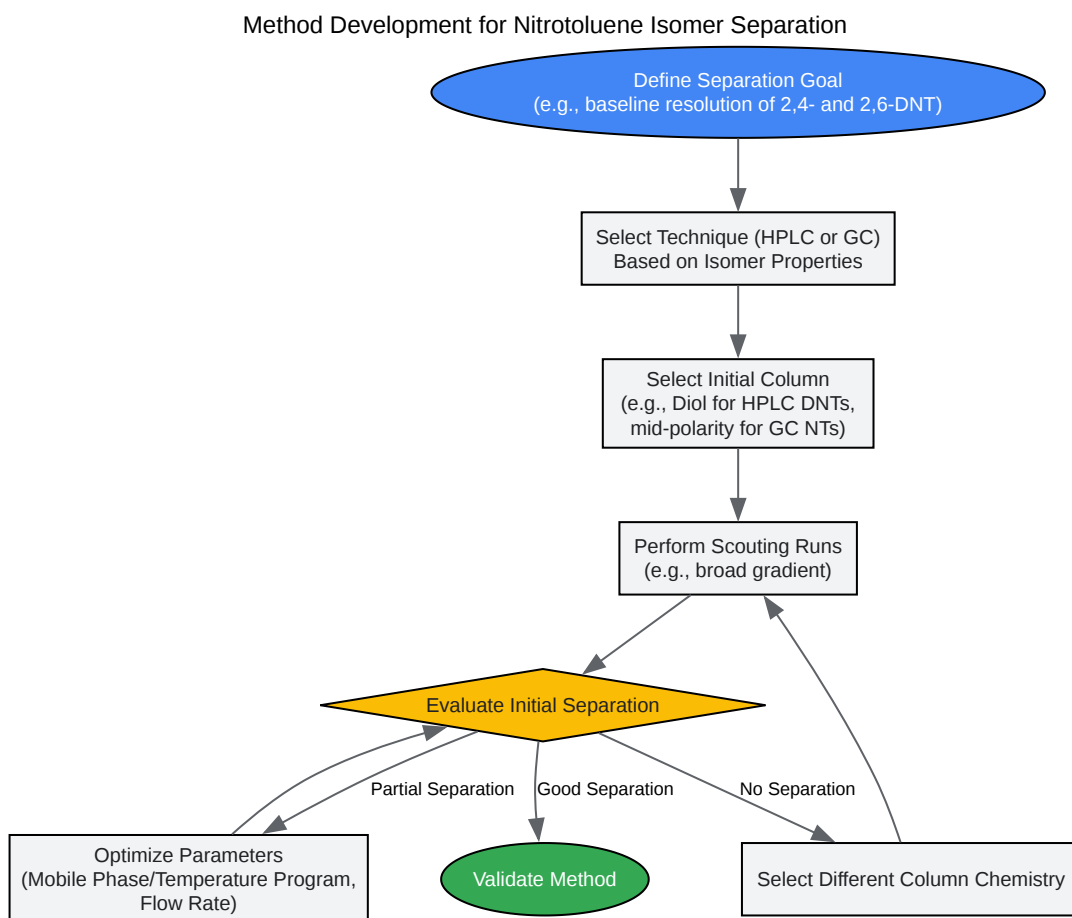 Method Development for Nitrotoluene Isomer Separation
Define Separation Goal
(e.g., baseline resolution of 2,4- and 2,6-DNT)
Select Technique (HPLC or GC)
Based on Isomer Properties
Select Initial Column
(e.g., Diol for HPLC DNTs,
mid-polarity for GC NTs)
Perform Scouting Runs
(e.g., broad gradient)
Evaluate Initial Separation
Partial Separation
Good Separation
No Separation
Optimize Parameters
(Mobile Phase/Temperature Program,
Flow Rate)
Validate Method
Select Different Column Chemistry